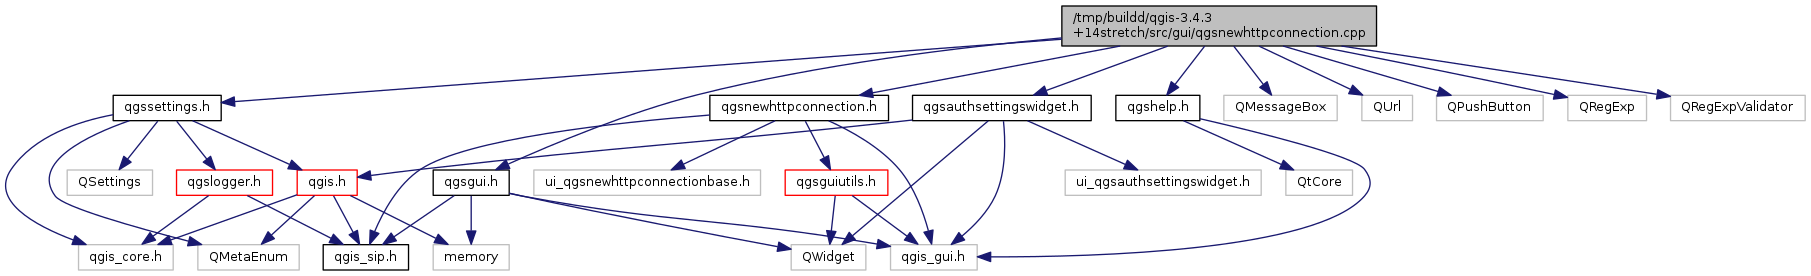 /tmp/buildd/qgis-3.4.3
+14stretch/src/gui/qgsnewhttpconnection.cpp
qgssettings.h
qgsnewhttpconnection.h
qgsauthsettingswidget.h
qgshelp.h
QMessageBox
QUrl
QPushButton
QRegExp
QRegExpValidator
QSettings
qgslogger.h
qgis.h
qgsgui.h
ui_qgsnewhttpconnectionbase.h
qgsguiutils.h
ui_qgsauthsettingswidget.h
QtCore
qgis_core.h
QMetaEnum
qgis_sip.h
memory
QWidget
qgis_gui.h